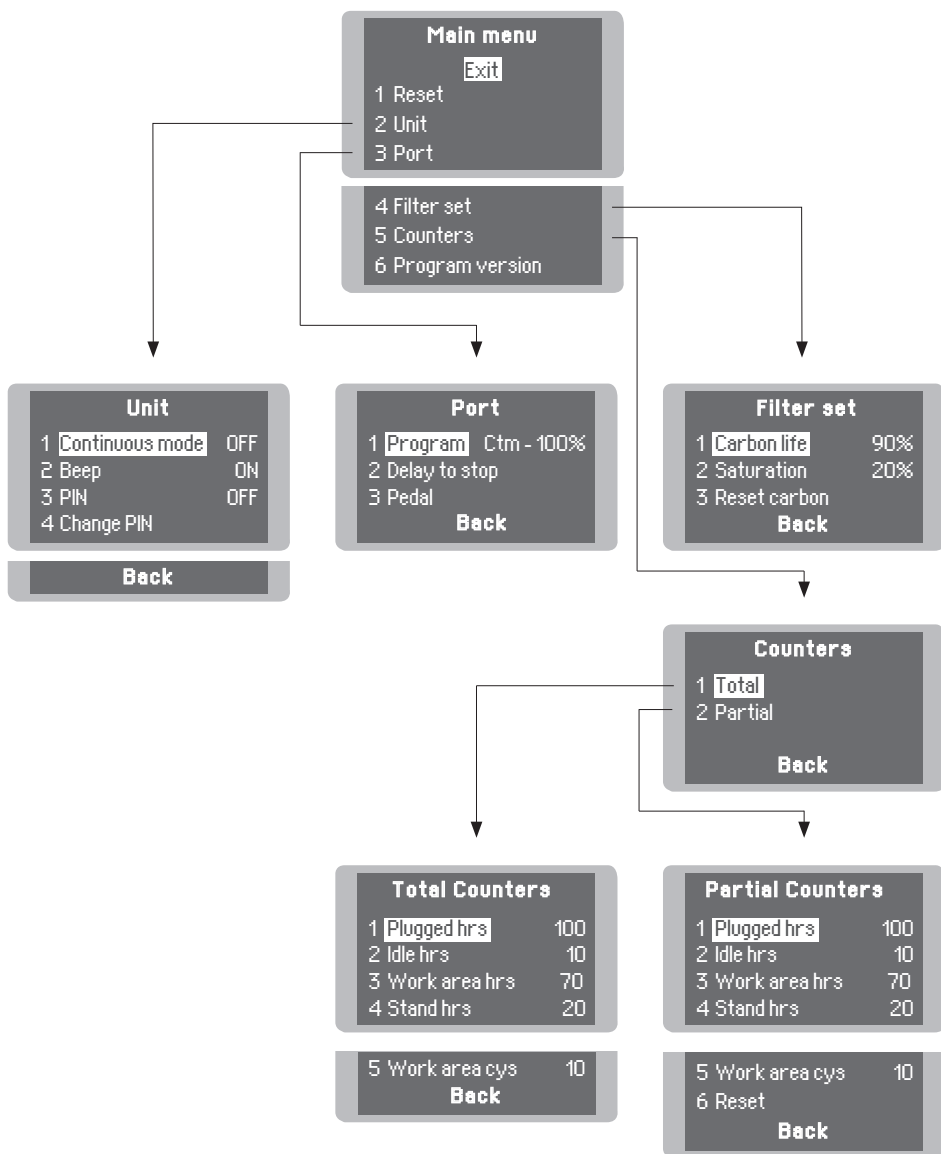 Main menu
Exit
1 Reset
2 Unit
3 Port
4 Filter set
5 Counters
6 Program version
Unit
1 Continuous mode OFF
2 Beep ON
3 PIN OFF
4 Change PIN
Back
Port
1 Program Ctm - 100%
2 Delay to stop
3 Pedal
Back
Filter set
1 Carbon life 90%
2 Saturation 20%
3 Reset carbon
Back
Counters
1 Total
2 Partial
Back
Total Counters
1 Plugged hrs 100
2 Idle hrs 10
3 Work area hrs 70
4 Stand hrs 20
5 Work area cys 10
Back
Partial Counters
1 Plugged hrs 100
2 Idle hrs 10
3 Work area hrs 70
4 Stand hrs 20
5 Work area cys 10
6 Reset
Back